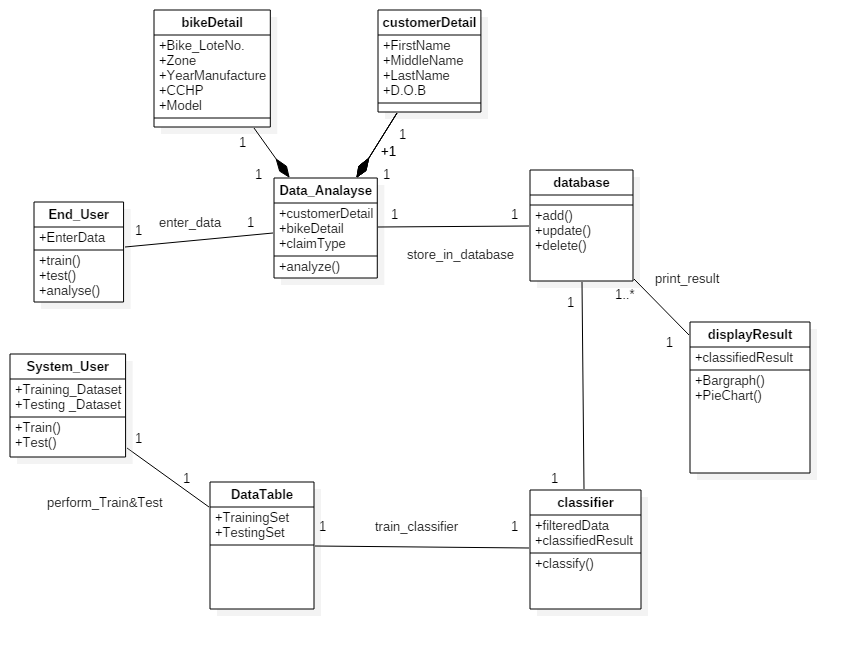 bikeDetail
+Bike_LoteNo.
+Zone
+YearManufacture
+CCHP
+Model
customerDetail
+FirstName
+MiddleName
+LastName
+D.O.B
1
1
+1
1
1
Data_Analayse
+customerDetail
+bikeDetail
+claimType
+analyze()
database
+add()
+update()
+delete()
End_User
+EnterData
+train()
+test()
+analyse()
1
enter_data
1
1
1
store_in_database
1
1..*
print_result
1
displayResult
+classifiedResult
+Bargraph()
+PieChart()
System_User
+Training_Dataset
+Testing _Dataset
+Train()
+Test()
1
1
perform_Train&Test
DataTable
+TrainingSet
+TestingSet
1
train_classifier
1
1
classifier
+filteredData
+classifiedResult
+classify()